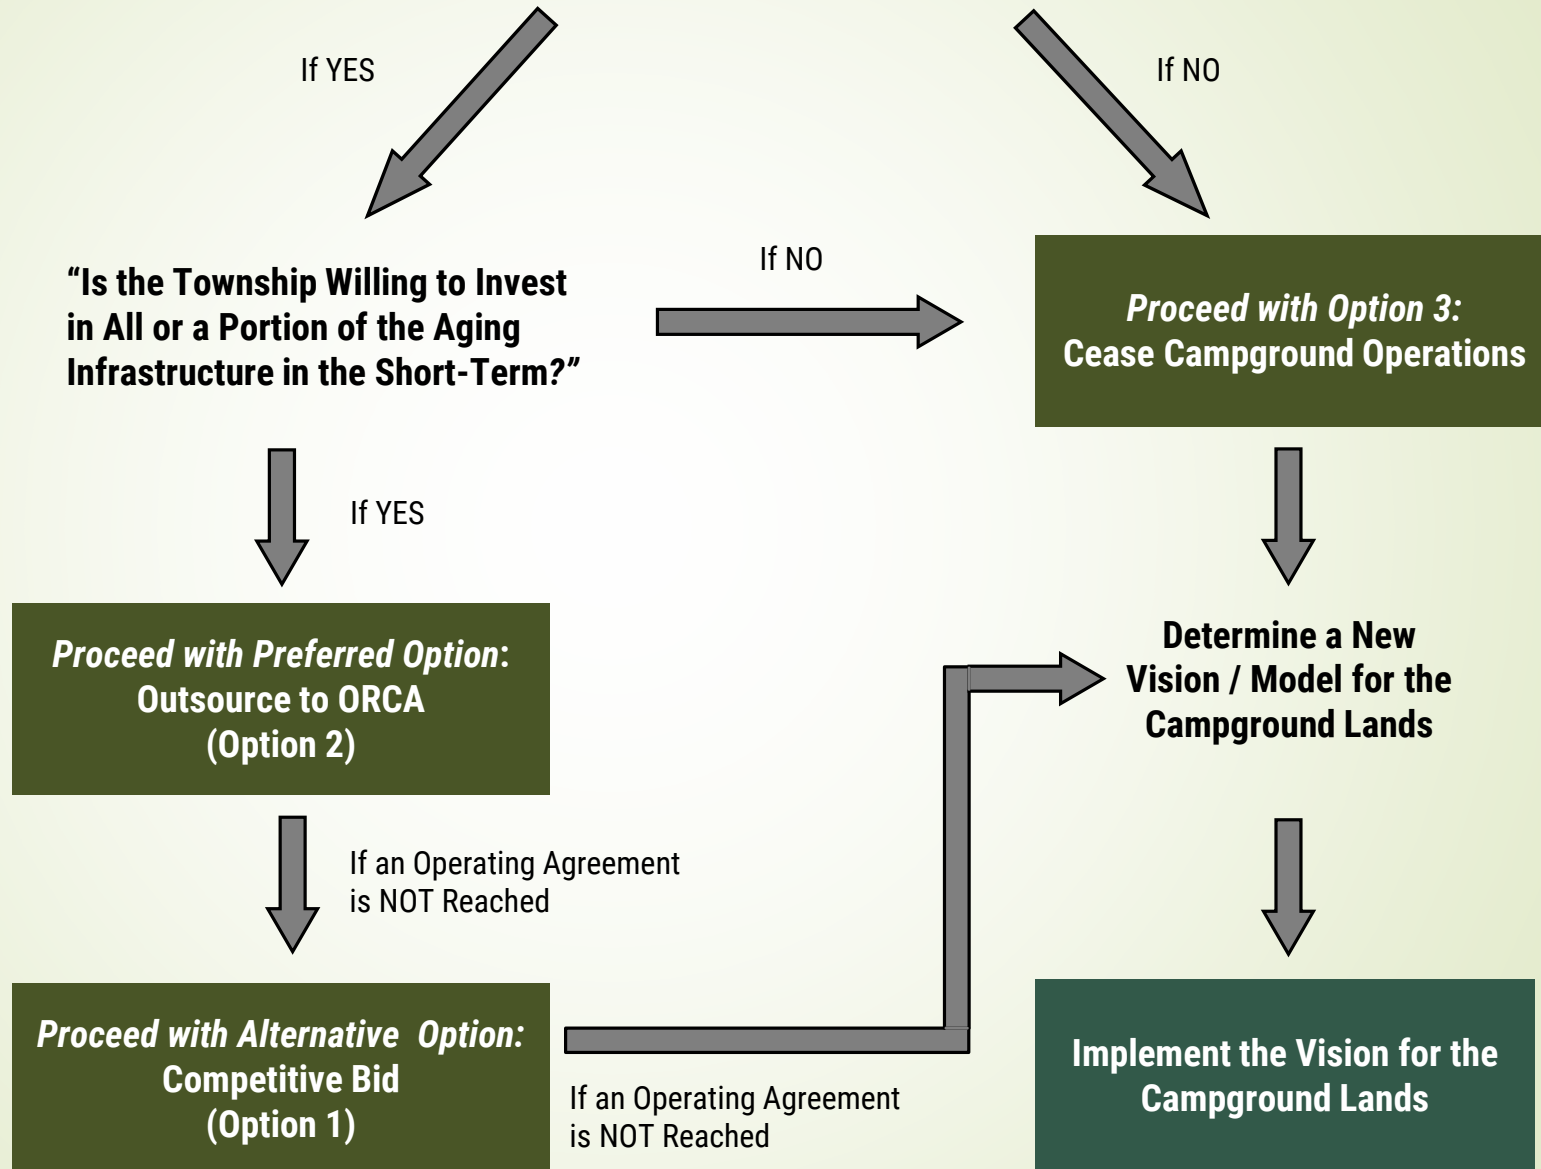 If YES
If NO
“Is the Township Willing to Invest
in All or a Portion of the Aging
Infrastructure in the Short-Term?”
If NO
Proceed with Option 3:
Cease Campground Operations
If YES
Proceed with Preferred Option:
Outsource to ORCA
(Option 2)
Determine a New
Vision / Model for the
Campground Lands
If an Operating Agreement
is NOT Reached
Proceed with Alternative Option:
Competitive Bid
(Option 1)
If an Operating Agreement
is NOT Reached
Implement the Vision for the
Campground Lands